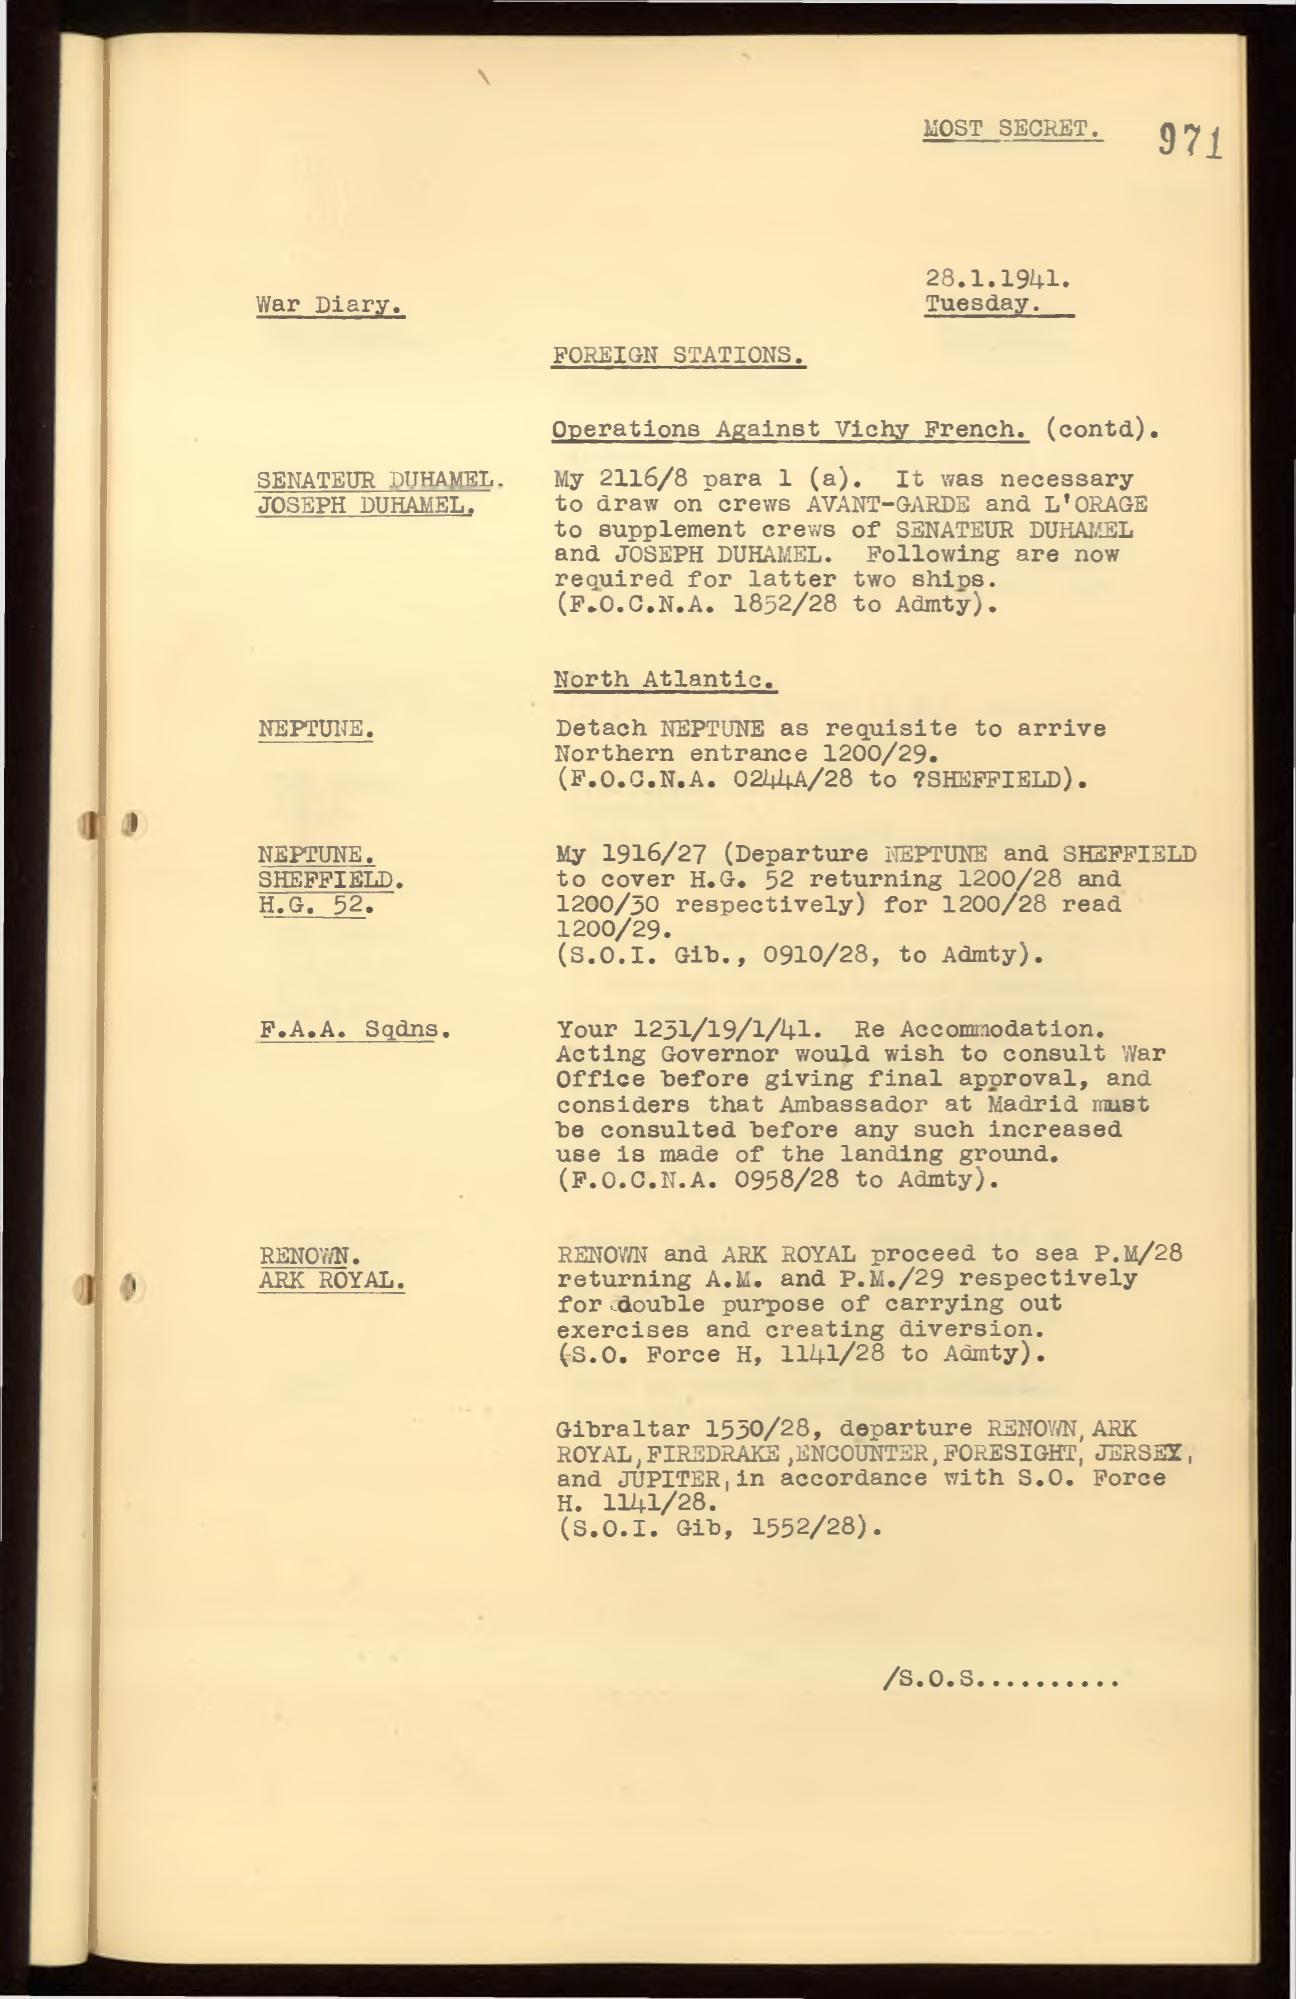 MOST SECRET.
971
28.1.1941.
War Diary.
Tuesday.
FOREIGN STATIONS.
Operations Against Vichy French. (contd).
SENATEUR DUHAMEL.
JOSEPH DUHAMEL.
My 2116/8 para 1 (a). It was necessary
to draw on crews AVANT-GARDE and L'ORAGE
to supplement crews of SENATEUR DUHAMEL
and JOSEPH DUHAMEL. Following are now
required for latter two ships.
(F.O.C.N.A. 1852/28 to Admty).
North Atlantic.
NEPTUNE.
Detach NEPTUNE as requisite to arrive
Northern entrance 1200/29.
(F.O.C.N.A. 0244A/28 to ?SHEFFIELD).
NEPTUNE.
SHEFFIELD.
H.G. 52.
My 1916/27 (Departure NEPTUNE and SHEFFIELD
to cover H.G. 52 returning 1200/28 and
1200/30 respectively) for 1200/28 read
1200/29.
(S.O.I. Gib., 0910/28, to Admty).
F.A.A. Sqdns.
Your 1231/19/1/41. Re Accommodation.
Acting Governor would wish to consult War
Office before giving final approval, and
considers that Ambassador at Madrid must
be consulted before any such increased
use is made of the landing ground.
(F.O.C.N.A. 0958/28 to Admty).
RENOWN.
ARK ROYAL.
RENOWN and ARK ROYAL proceed to sea P.M/28
returning A.M. and P.M./29 respectively
for double purpose of carrying out
exercises and creating diversion.
(S.O. Force H, 1141/28 to Admty).
Gibraltar 1530/28, departure RENOWN, ARK
ROYAL, FIREDRAKE, ENCOUNTER, FORESIGHT, JERSEY,
and JUPITER, in accordance with S.O. Force
H. 1141/28.
(S.O.I. Gib, 1552/28).
/S.O.S..........